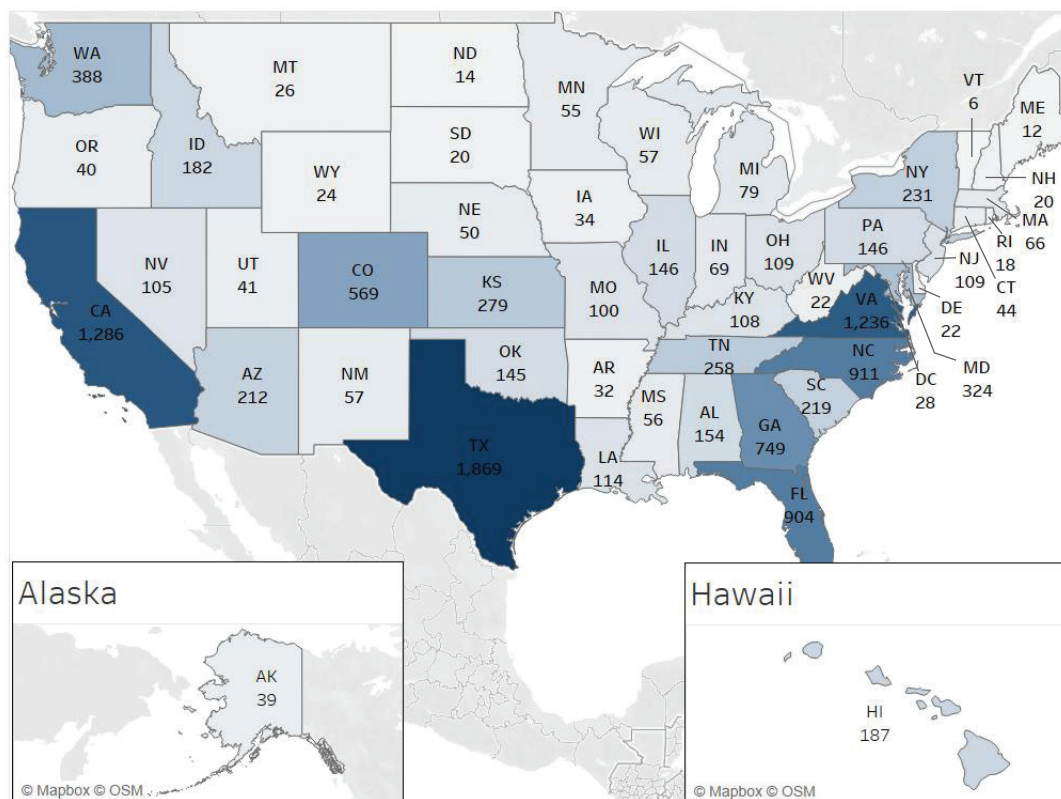 WA
388
MT
26
ND
14
MN
55
VT
6
ME
12
OR
40
ID
182
SD
20
WI
57
MI
79
NY
231
NH
20
WY
24
IA
34
MA
66
NE
50
PA
146
RI
18
NV
105
UT
41
CO
569
KS
279
IL
146
IN
69
OH
109
NJ
109
CT
44
MO
100
WV
22
DE
22
CA
1,286
KY
108
VA
1,236
MD
324
TN
258
NC
911
DC
28
AZ
212
NM
57
OK
145
AR
32
SC
219
MS
56
AL
154
GA
749
TX
1,869
LA
114
FL
904
Alaska
AK
39
© Mapbox © OSM
Hawaii
HI
187
© Mapbox © OSM